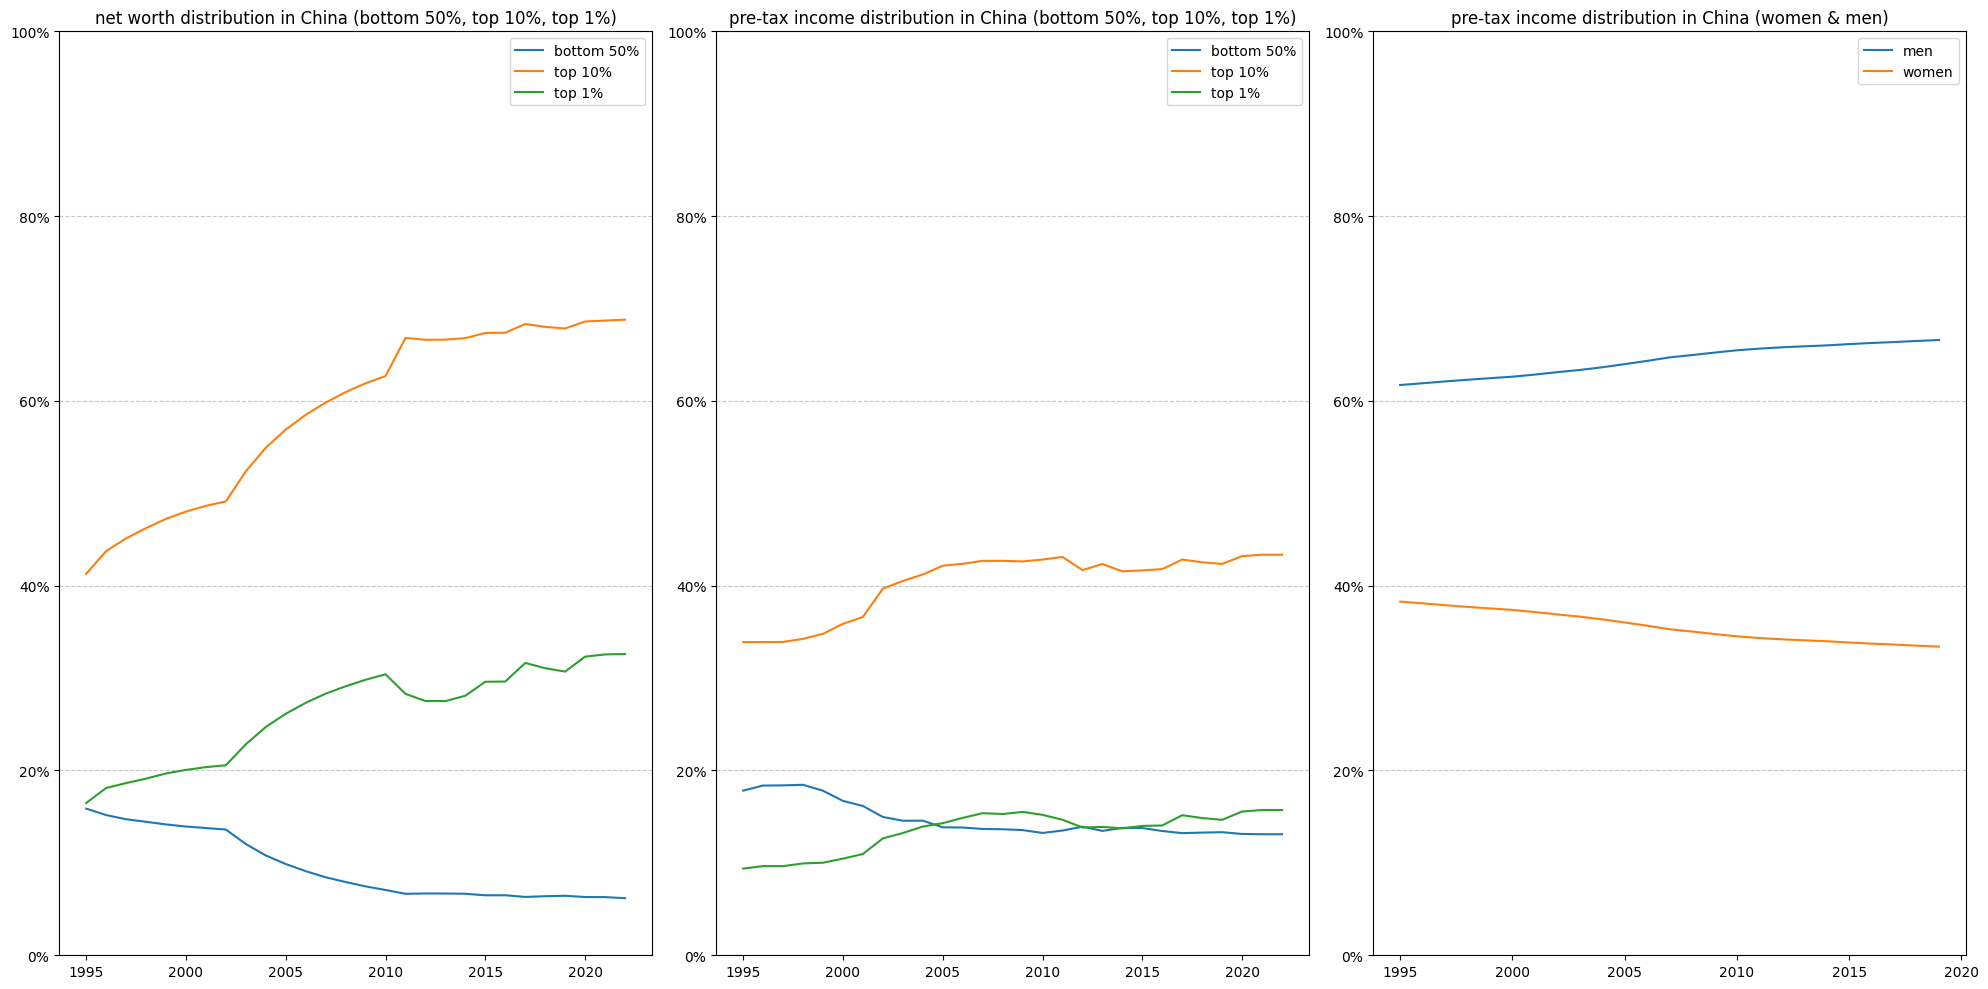 net worth distribution in China (bottom 50%, top 10%, top 1%)
100%
80%
60%
40%
20%
0%
1995 2000 2005 2010 2015 2020
bottom 50%
top 10%
top 1%
pre-tax income distribution in China (bottom 50%, top 10%, top 1%)
100%
80%
60%
40%
20%
0%
1995 2000 2005 2010 2015 2020
bottom 50%
top 10%
top 1%
pre-tax income distribution in China (women & men)
100%
80%
60%
40%
20%
0%
1995 2000 2005 2010 2015 2020
men
women